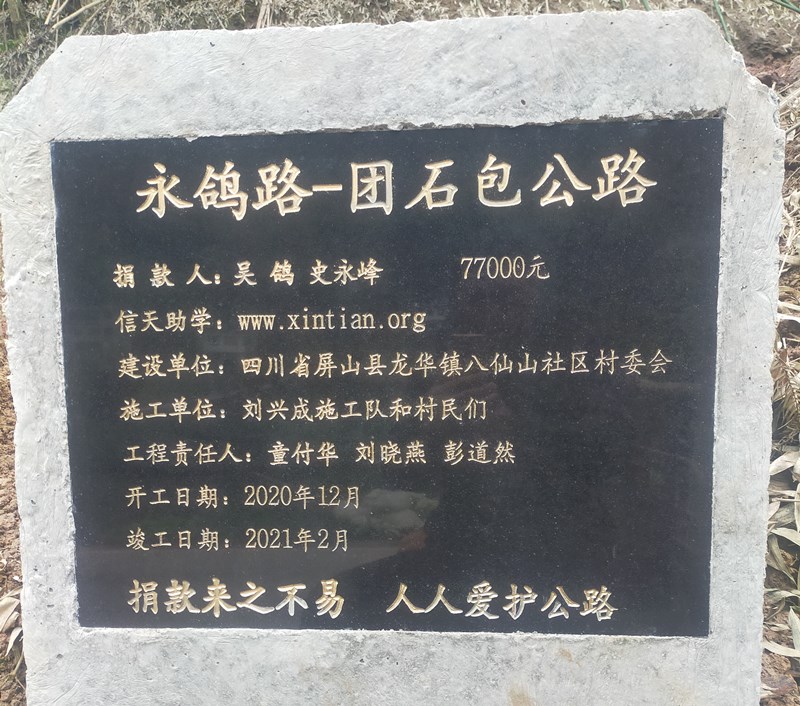 永鸽路-团石包公路
捐 款 人：吴 鸽 史永峰 77000元
信天助学：www.xintian.org
建设单位：四川省屏山县龙华镇八仙山社区村委会
施工单位：刘兴成施工队和村民们
工程责任人：童付华 刘晓燕 彭道然
开工日期：2020年12月
竣工日期：2021年2月
捐款来之不易 人人爱护公路